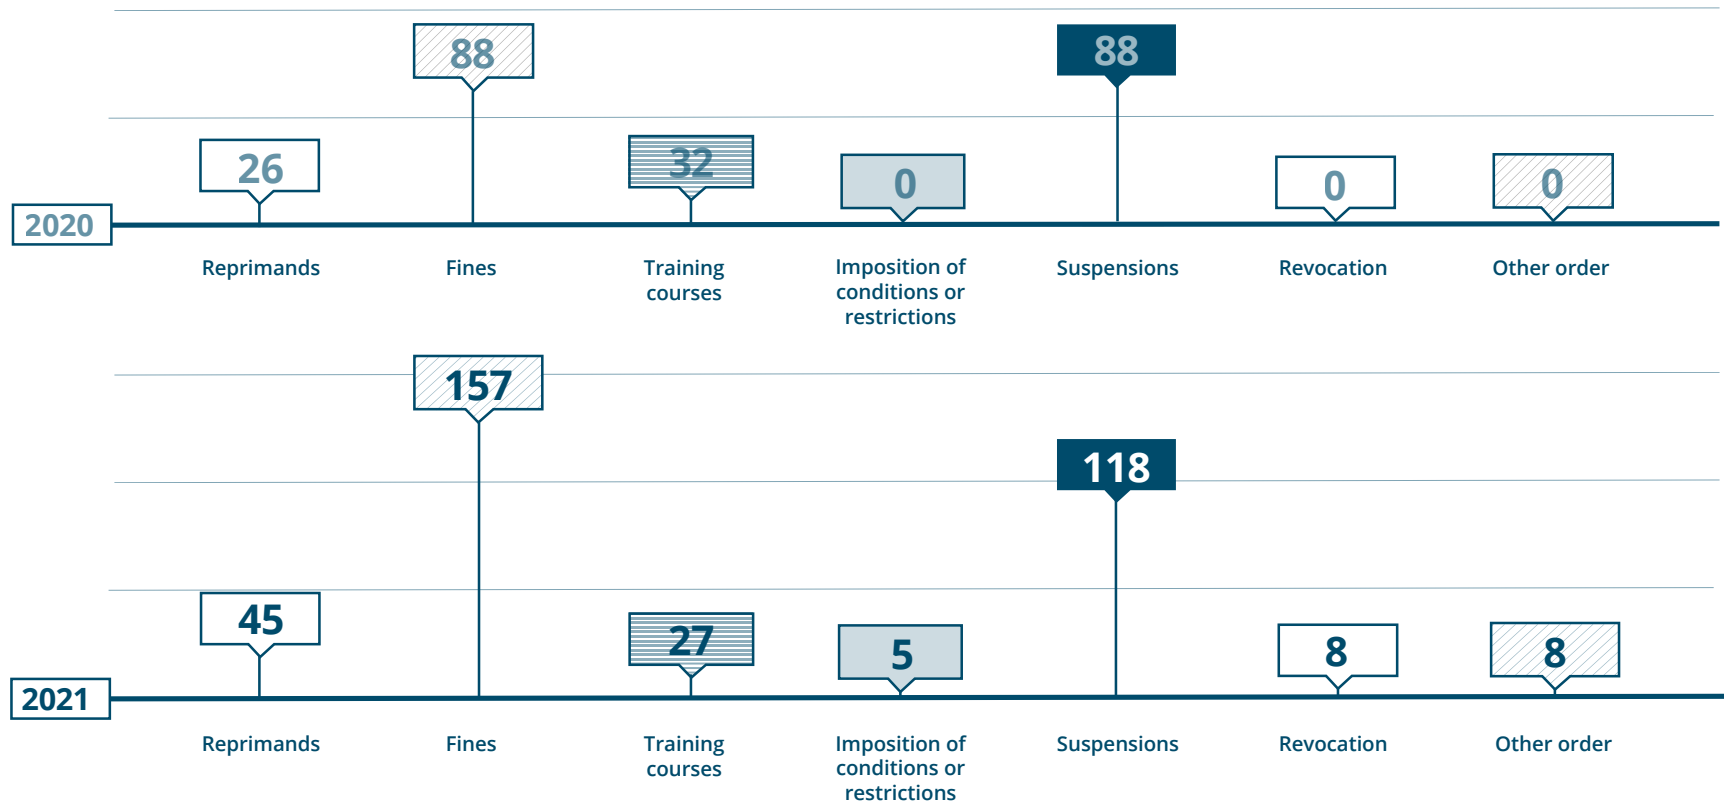 88
88
26
32
0
0
0
2020
Reprimands
Fines
Training
courses
Imposition of
conditions or
restrictions
Suspensions
Revocation
Other order
157
118
45
27
5
8
8
2021
Reprimands
Fines
Training
courses
Imposition of
conditions or
restrictions
Suspensions
Revocation
Other order